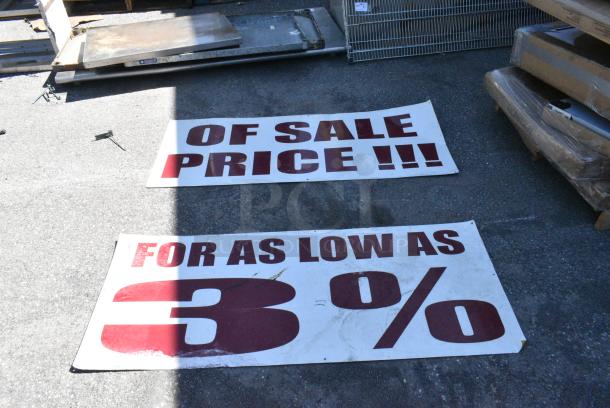 OF SALE
PRICE !!!
FOR AS LOW AS
3%